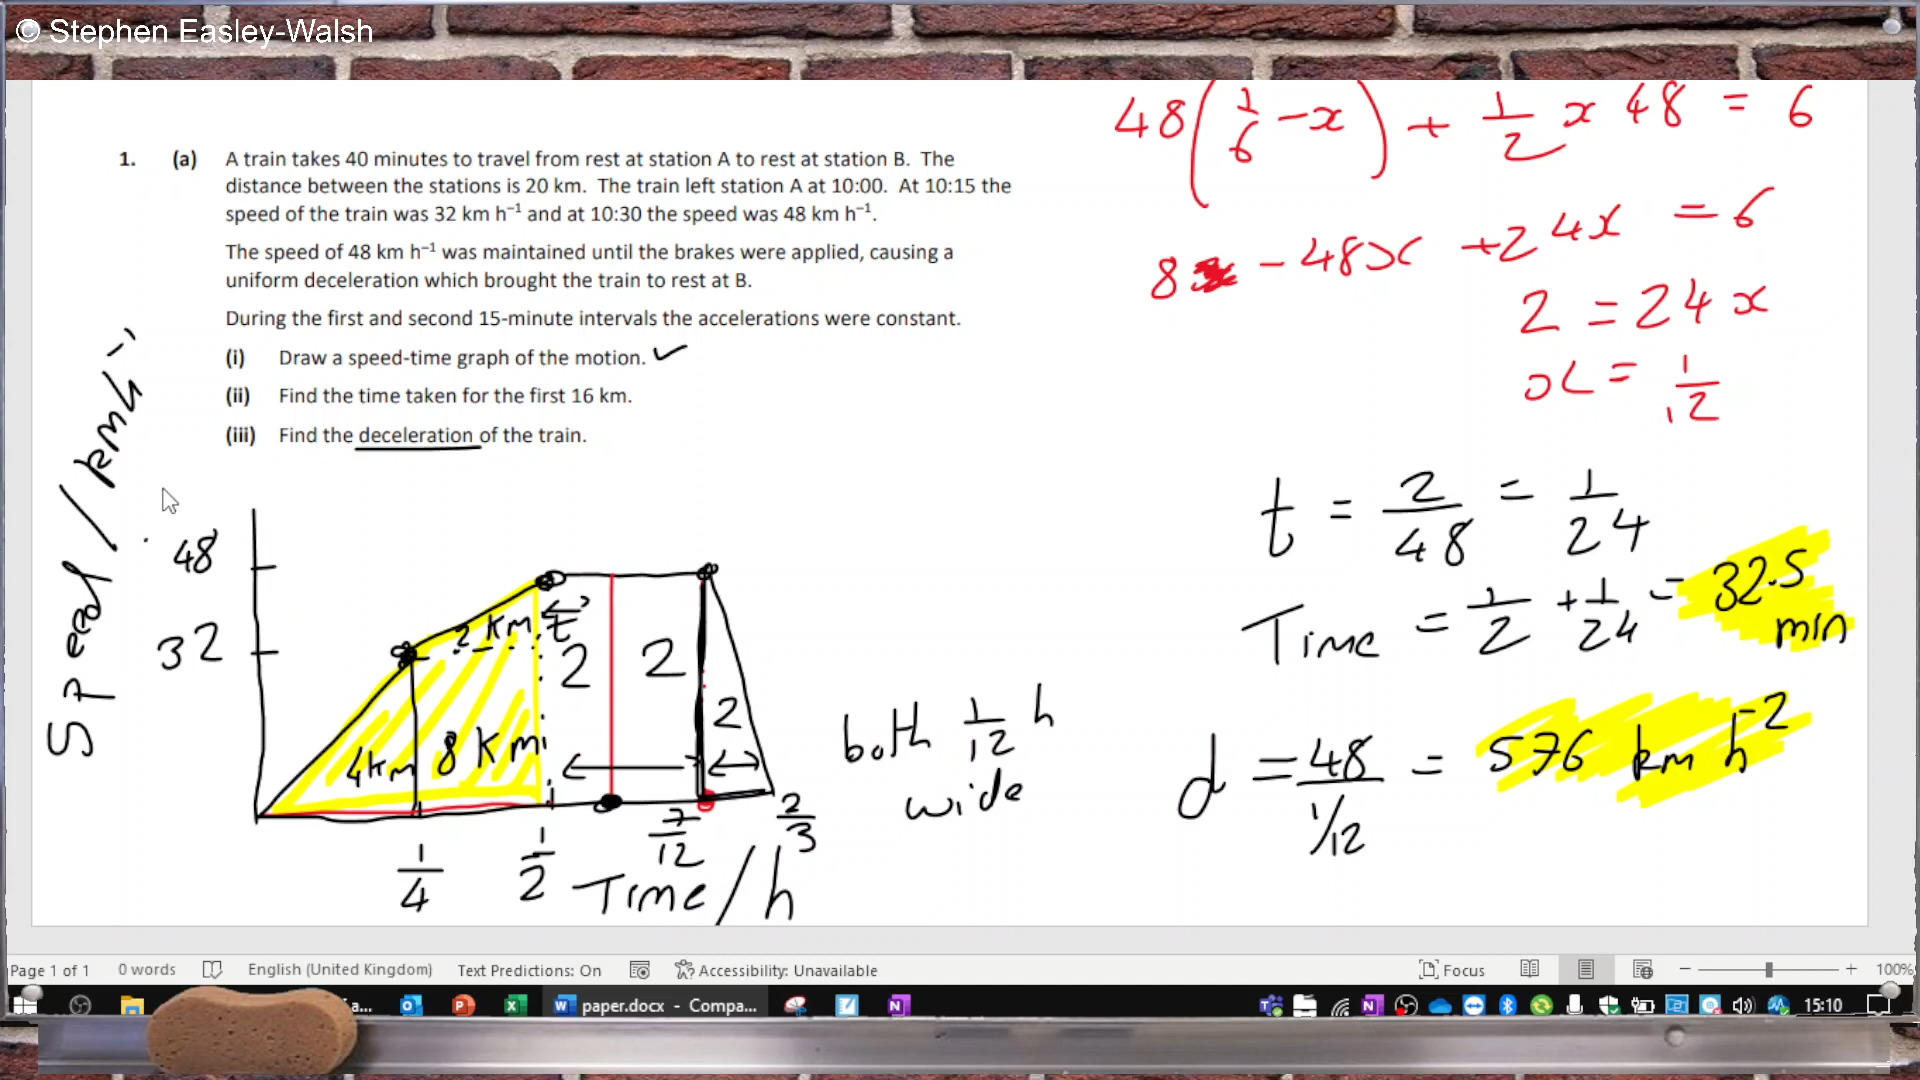 © Stephen Easley-Walsh
1. (a) A train takes 40 minutes to travel from rest at station A to rest at station B. The
distance between the stations is 20 km. The train left station A at 10:00. At 10:15 the
speed of the train was 32 km h⁻¹ and at 10:30 the speed was 48 km h⁻¹.
The speed of 48 km h⁻¹ was maintained until the brakes were applied, causing a
uniform deceleration which brought the train to rest at B.
During the first and second 15-minute intervals the accelerations were constant.
(i) Draw a speed-time graph of the motion. ✓
(ii) Find the time taken for the first 16 km.
(iii) Find the deceleration of the train.
48(1/6 - x) + 1/2 x 48 = 6
8 - 48x + 24x = 6
2 = 24x
x = 1/12
t = 2/48 = 1/24
Time = 1/2 + 1/24 = 32.5
min
d = 48/(1/12) = 576 km h⁻²
Speed / kmh⁻¹
48
32
2 km
t
2
2
2
4km
8 km
1/4
1/2
7/12
2/3
Time/h
both 1/12 h
wide
Page 1 of 1 0 words English (United Kingdom) Text Predictions: On Accessibility: Unavailable Focus 100%
a... paper.docx - Compa... 15:10